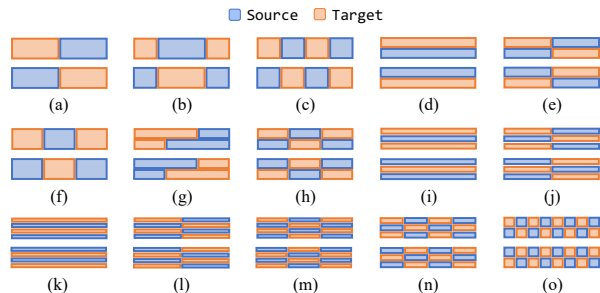 Source Target
(a) (b) (c) (d) (e)
(f) (g) (h) (i) (j)
(k) (l) (m) (n) (o)